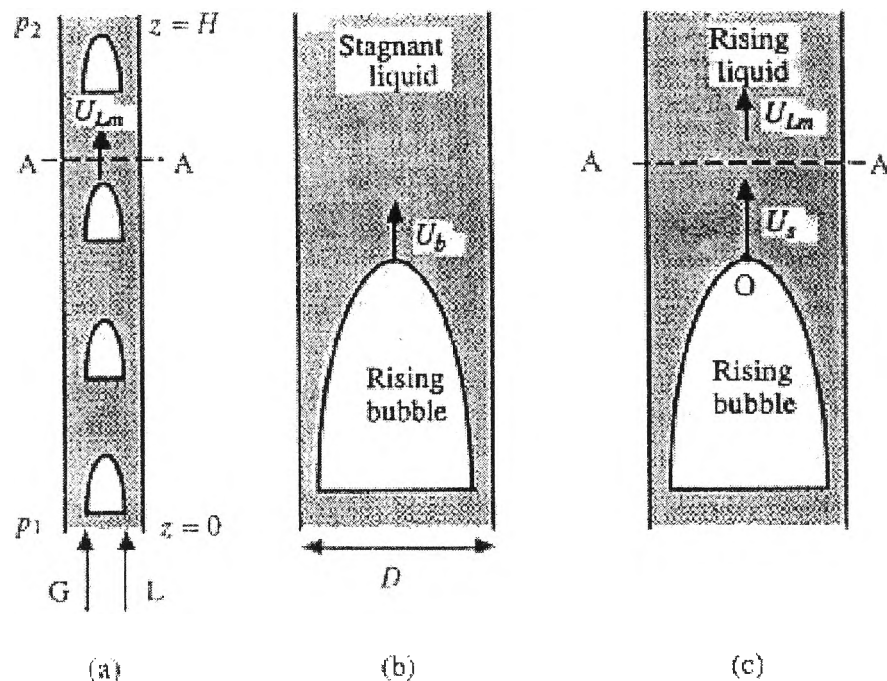 p2
z = H
U_Lm
A
A
p1
z = 0
G
L
(a)
Stagnant
liquid
U_b
Rising
bubble
D
(b)
Rising
liquid
U_Lm
A
A
U_s
O
Rising
bubble
(c)